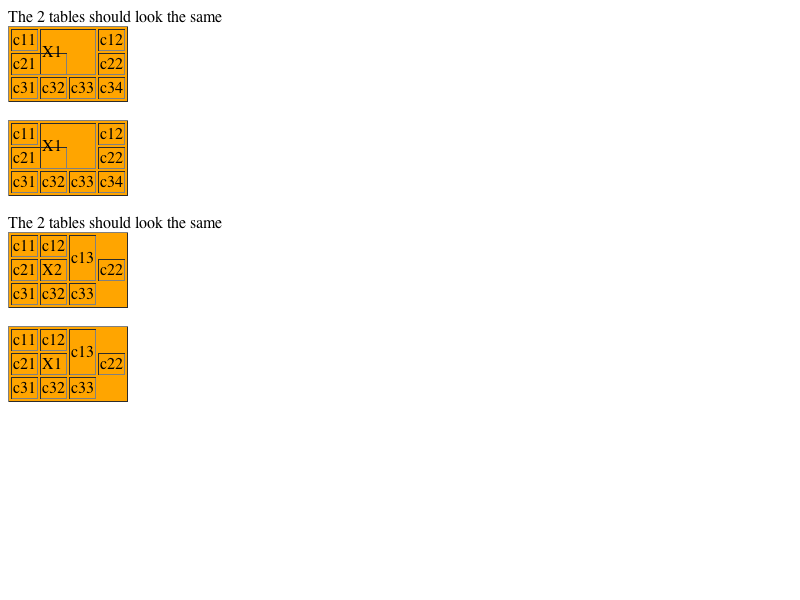 The 2 tables should look the same
c11 X1 c12
c21 c22
c31 c32 c33 c34
c11 X1 c12
c21 c22
c31 c32 c33 c34
The 2 tables should look the same
c11 c12 c13
c21 X2 c22
c31 c32 c33
c11 c12 c13
c21 X1 c22
c31 c32 c33